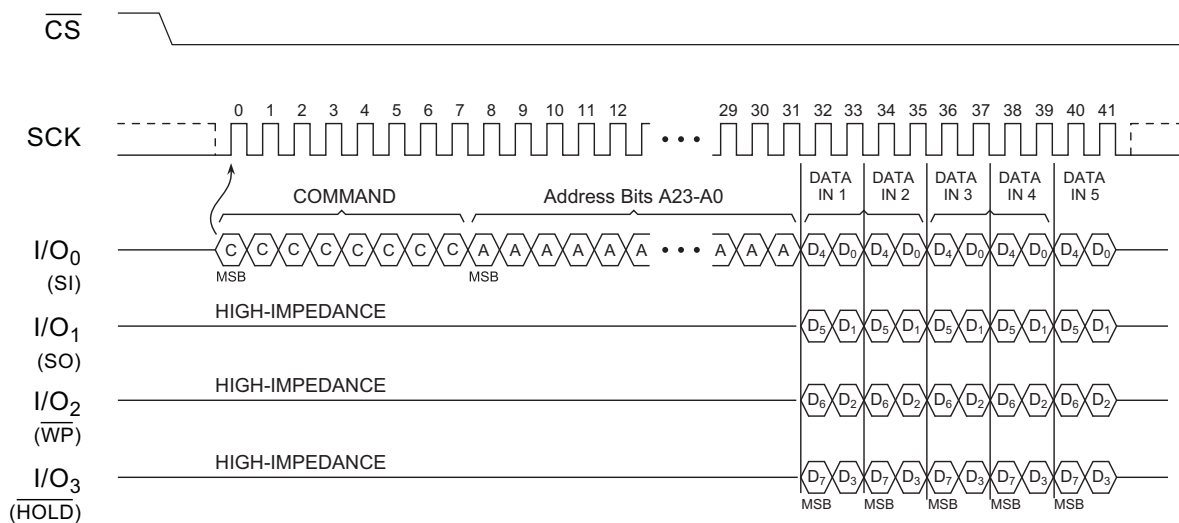 CS
SCK
0 1 2 3 4 5 6 7 8 9 10 11 12 29 30 31 32 33 34 35 36 37 38 39 40 41
DATA IN 1
DATA IN 2
DATA IN 3
DATA IN 4
DATA IN 5
COMMAND
Address Bits A23-A0
I/O0
(SI)
C C C C C C C C A A A A A A • • • A A A D4 D0 D4 D0 D4 D0 D4 D0 D4 D0
MSB
MSB
HIGH-IMPEDANCE
I/O1
(SO)
D5 D1 D5 D1 D5 D1 D5 D1 D5 D1
HIGH-IMPEDANCE
I/O2
(WP)
D6 D2 D6 D2 D6 D2 D6 D2 D6 D2
HIGH-IMPEDANCE
I/O3
(HOLD)
D7 D3 D7 D3 D7 D3 D7 D3 D7 D3
MSB MSB MSB MSB MSB